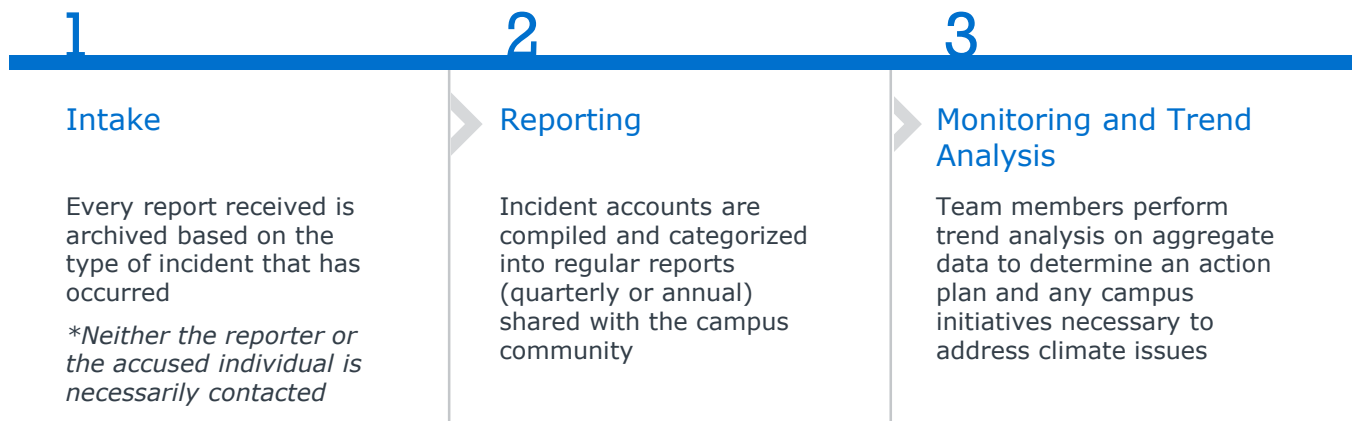 1
Intake
Every report received is
archived based on the
type of incident that has
occurred
*Neither the reporter or
the accused individual is
necessarily contacted
2
Reporting
Incident accounts are
compiled and categorized
into regular reports
(quarterly or annual)
shared with the campus
community
3
Monitoring and Trend
Analysis
Team members perform
trend analysis on aggregate
data to determine an action
plan and any campus
initiatives necessary to
address climate issues